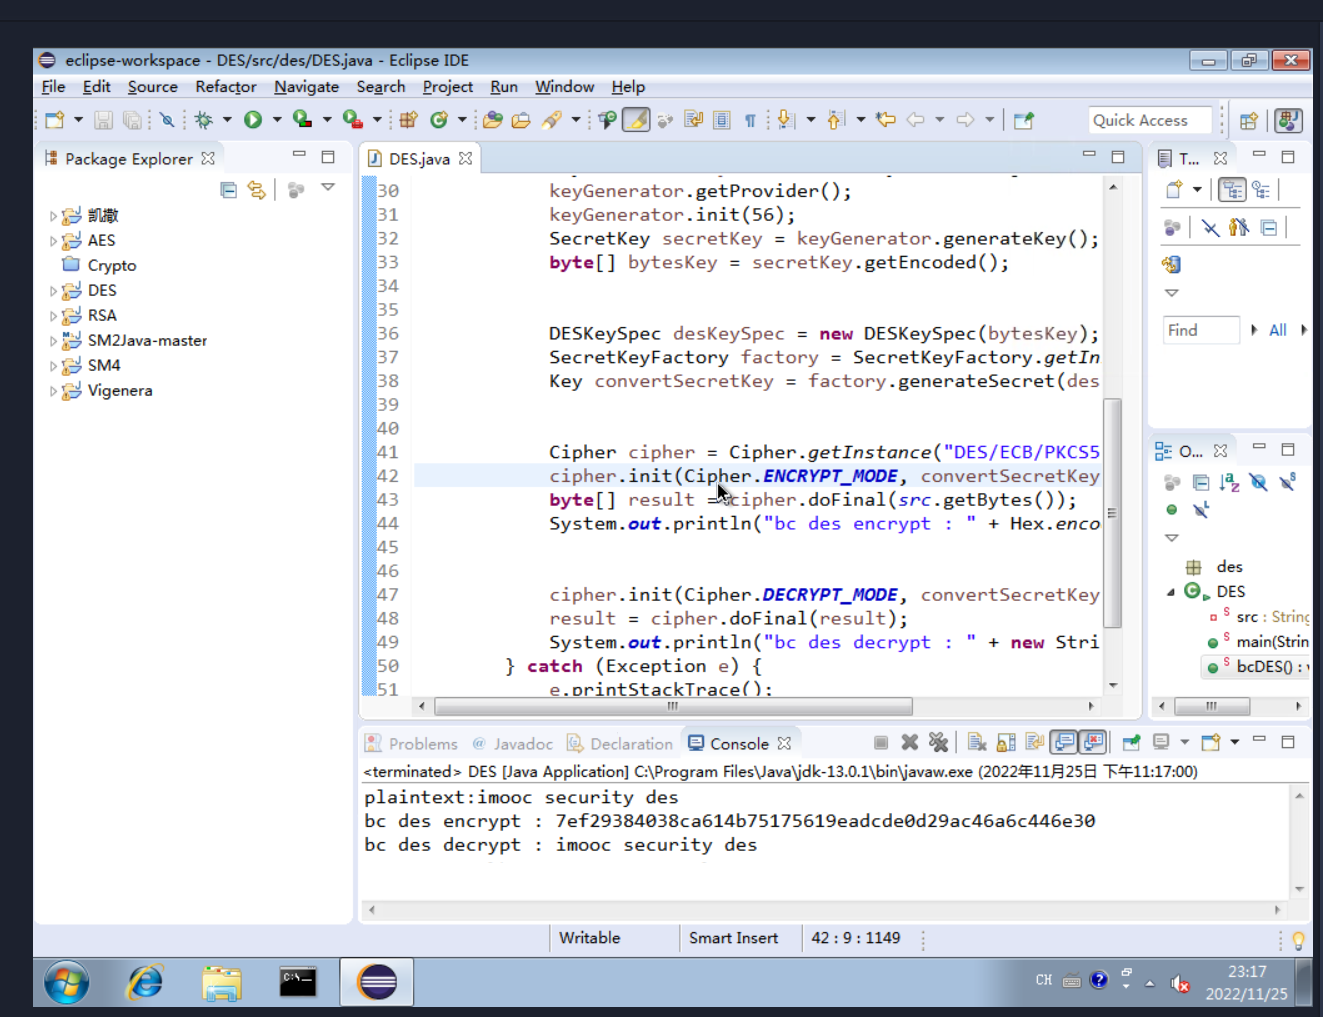 eclipse-workspace - DES/src/des/DES.java - Eclipse IDE
File Edit Source Refactor Navigate Search Project Run Window Help
Quick Access
Package Explorer
凯撒
AES
Crypto
DES
RSA
SM2Java-master
SM4
Vigenera
DES.java
30 keyGenerator.getProvider();
31 keyGenerator.init(56);
32 SecretKey secretKey = keyGenerator.generateKey();
33 byte[] bytesKey = secretKey.getEncoded();
34
35
36 DESKeySpec desKeySpec = new DESKeySpec(bytesKey);
37 SecretKeyFactory factory = SecretKeyFactory.getIn
38 Key convertSecretKey = factory.generateSecret(des
39
40
41 Cipher cipher = Cipher.getInstance("DES/ECB/PKCS5
42 cipher.init(Cipher.ENCRYPT_MODE, convertSecretKey
43 byte[] result = cipher.doFinal(src.getBytes());
44 System.out.println("bc des encrypt : " + Hex.enco
45
46
47 cipher.init(Cipher.DECRYPT_MODE, convertSecretKey
48 result = cipher.doFinal(result);
49 System.out.println("bc des decrypt : " + new Stri
50 } catch (Exception e) {
51 e.printStackTrace();
T...
Find All
O...
des
DES
src : String
main(Strin
bcDES() :
Problems @ Javadoc Declaration Console
<terminated> DES [Java Application] C:\Program Files\Java\jdk-13.0.1\bin\javaw.exe (2022年11月25日 下午11:17:00)
plaintext:imooc security des
bc des encrypt : 7ef29384038ca614b75175619eadcde0d29ac46a6c446e30
bc des decrypt : imooc security des
Writable Smart Insert 42 : 9 : 1149
C:\
CH
23:17
2022/11/25